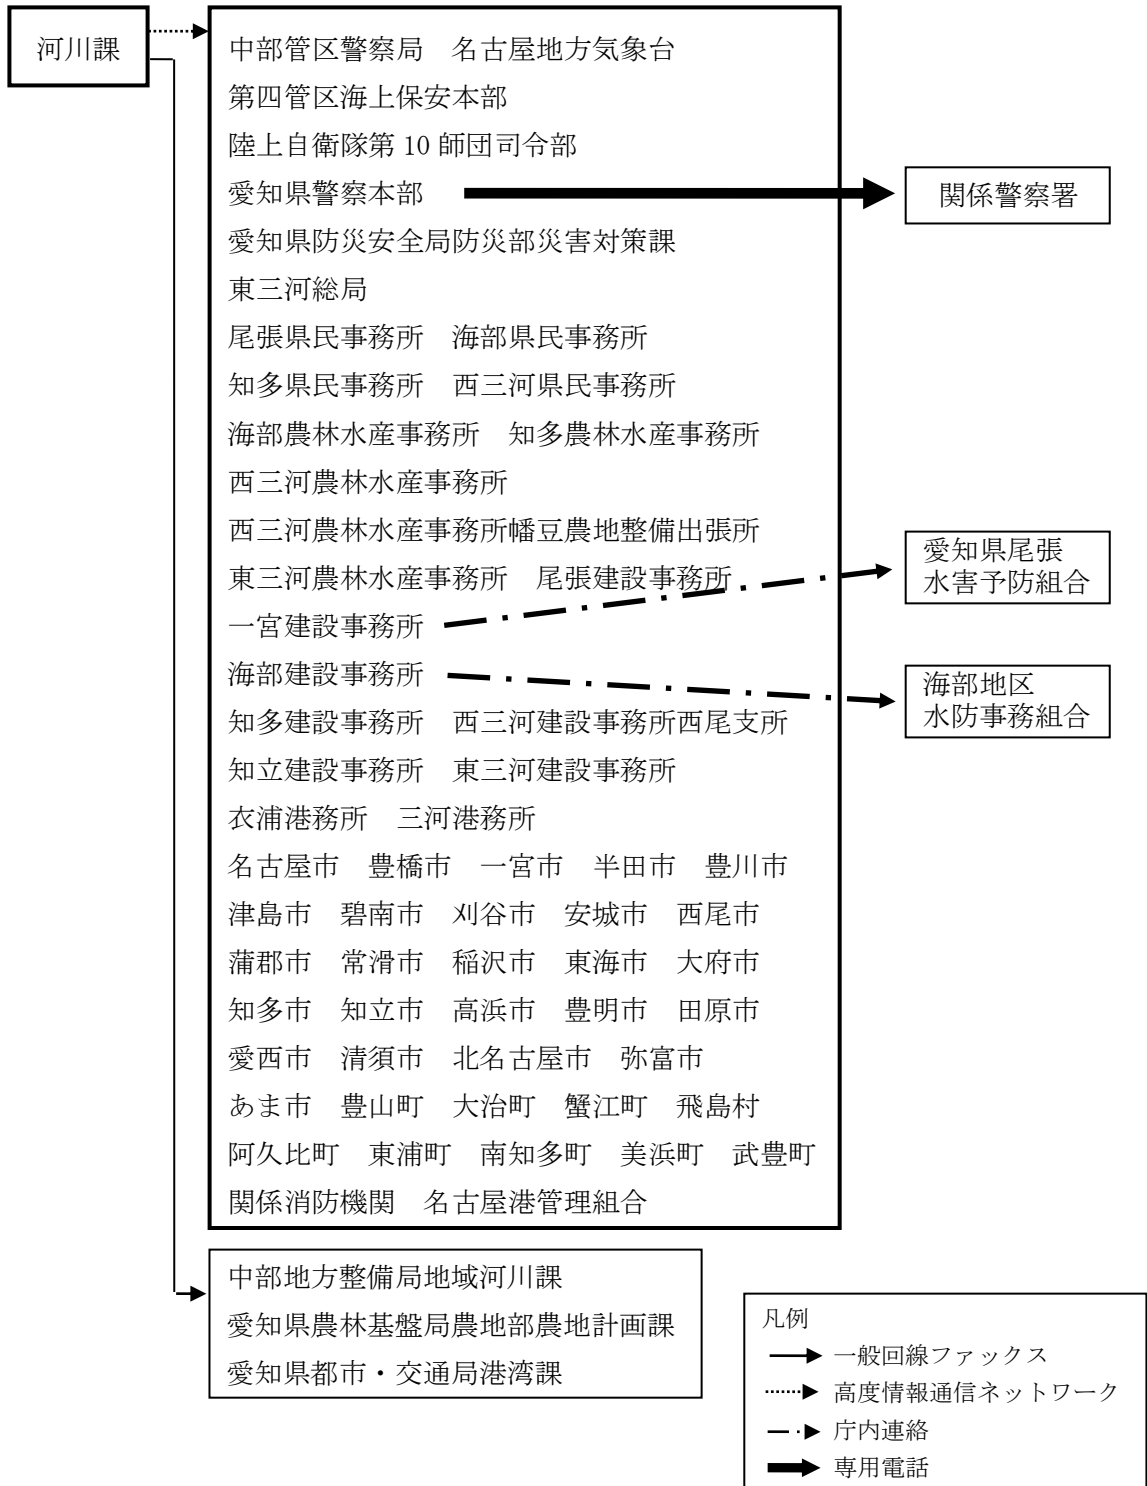 河川課
中部管区警察局　名古屋地方気象台
第四管区海上保安本部
陸上自衛隊第 10 師団司令部
愛知県警察本部
関係警察署
愛知県防災安全局防災部災害対策課
東三河総局
尾張県民事務所　海部県民事務所
知多県民事務所　西三河県民事務所
海部農林水産事務所　知多農林水産事務所
西三河農林水産事務所
西三河農林水産事務所幡豆農地整備出張所
東三河農林水産事務所　尾張建設事務所
一宮建設事務所
愛知県尾張
水害予防組合
海部建設事務所
海部地区
水防事務組合
知多建設事務所　西三河建設事務所西尾支所
知立建設事務所　東三河建設事務所
衣浦港務所　三河港務所
名古屋市　豊橋市　一宮市　半田市　豊川市
津島市　碧南市　刈谷市　安城市　西尾市
蒲郡市　常滑市　稲沢市　東海市　大府市
知多市　知立市　高浜市　豊明市　田原市
愛西市　清須市　北名古屋市　弥富市
あま市　豊山町　大治町　蟹江町　飛島村
阿久比町　東浦町　南知多町　美浜町　武豊町
関係消防機関　名古屋港管理組合
中部地方整備局地域河川課
愛知県農林基盤局農地部農地計画課
愛知県都市・交通局港湾課
凡例
一般回線ファックス
高度情報通信ネットワーク
庁内連絡
専用電話